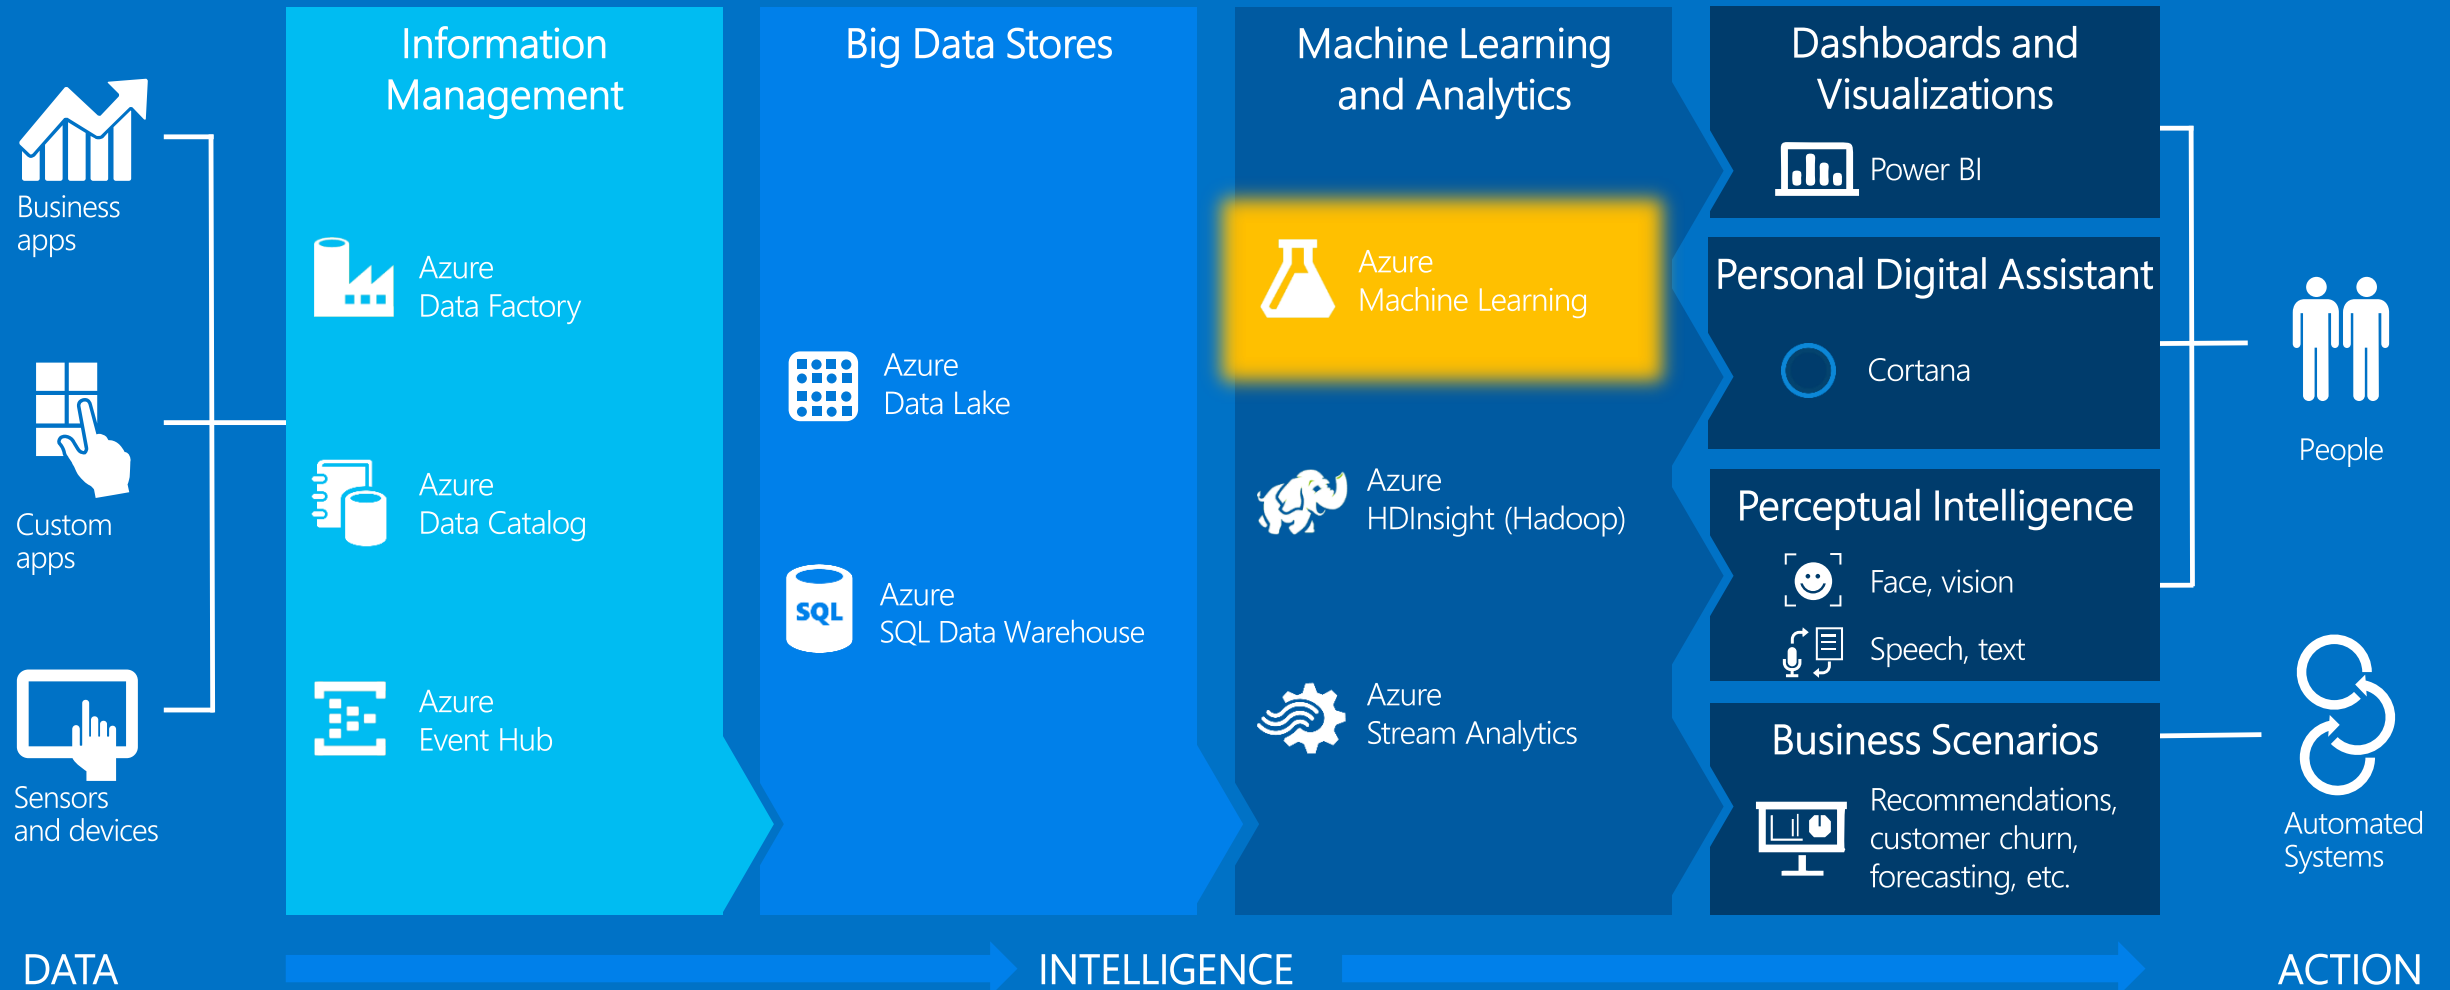 Business
apps
Custom
apps
Sensors
and devices
Information
Management
Azure
Data Factory
Azure
Data Catalog
Azure
Event Hub
Big Data Stores
Azure
Data Lake
SQL
Azure
SQL Data Warehouse
Machine Learning
and Analytics
Azure
Machine Learning
Azure
HDInsight (Hadoop)
Azure
Stream Analytics
Dashboards and
Visualizations
Power BI
Personal Digital Assistant
Cortana
Perceptual Intelligence
Face, vision
Speech, text
Business Scenarios
Recommendations,
customer churn,
forecasting, etc.
People
Automated
Systems
DATA
INTELLIGENCE
ACTION